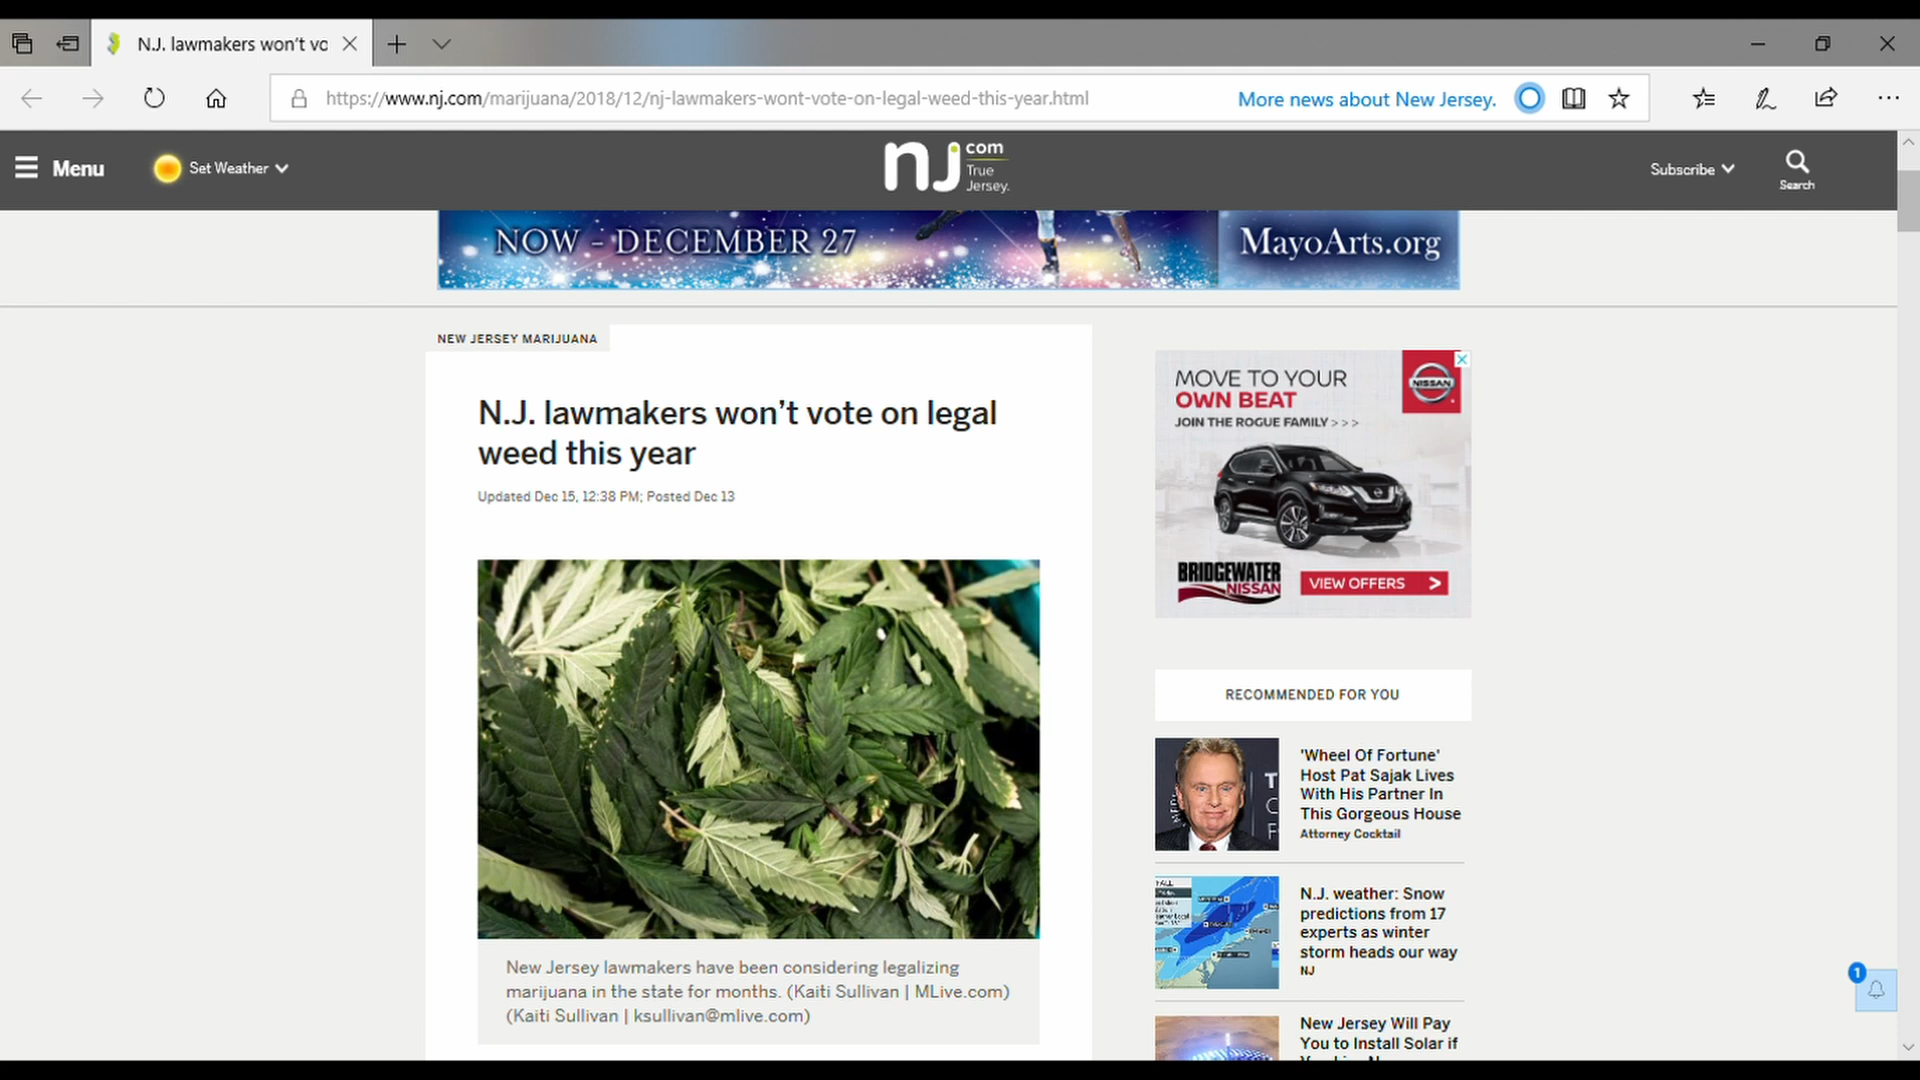 N.J. lawmakers won't vo
https://www.nj.com/marijuana/2018/12/nj-lawmakers-wont-vote-on-legal-weed-this-year.html
More news about New Jersey.
Menu
Set Weather
nj
com
True
Jersey.
Subscribe
Search
NOW - DECEMBER 27
MayoArts.org
NEW JERSEY MARIJUANA
N.J. lawmakers won't vote on legal
weed this year
Updated Dec 15, 12:38 PM; Posted Dec 13
New Jersey lawmakers have been considering legalizing
marijuana in the state for months. (Kaiti Sullivan | MLive.com)
(Kaiti Sullivan | ksullivan@mlive.com)
MOVE TO YOUR
OWN BEAT
JOIN THE ROGUE FAMILY >>>
NISSAN
BRIDGEWATER
NISSAN
VIEW OFFERS >
RECOMMENDED FOR YOU
'Wheel Of Fortune'
Host Pat Sajak Lives
With His Partner In
This Gorgeous House
Attorney Cocktail
N.J. weather: Snow
predictions from 17
experts as winter
storm heads our way
NJ
New Jersey Will Pay
You to Install Solar if
1